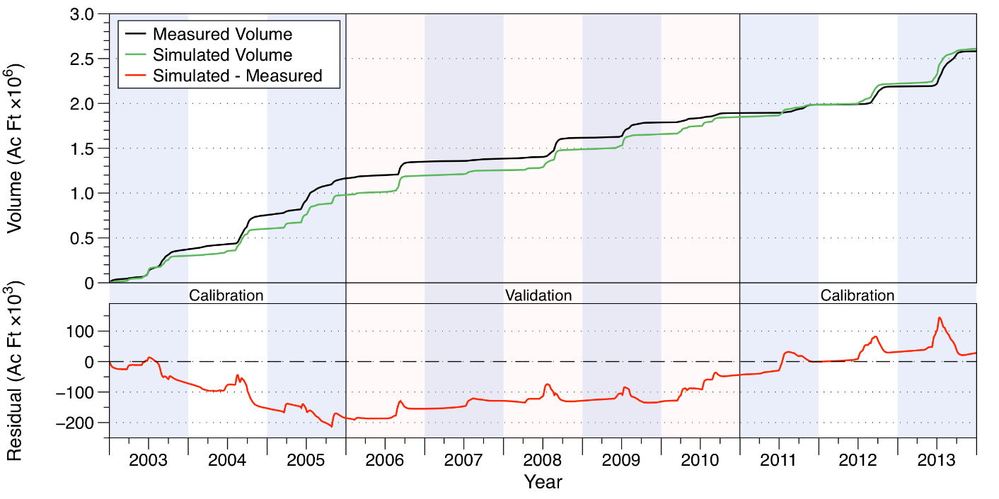 Volume (Ac Ft ×10⁶)
3.0
2.5
2.0
1.5
1.0
0.5
0
Measured Volume
Simulated Volume
Simulated - Measured
Calibration
Validation
Calibration
Residual (Ac Ft ×10³)
100
0
−100
−200
2003 2004 2005 2006 2007 2008 2009 2010 2011 2012 2013
Year